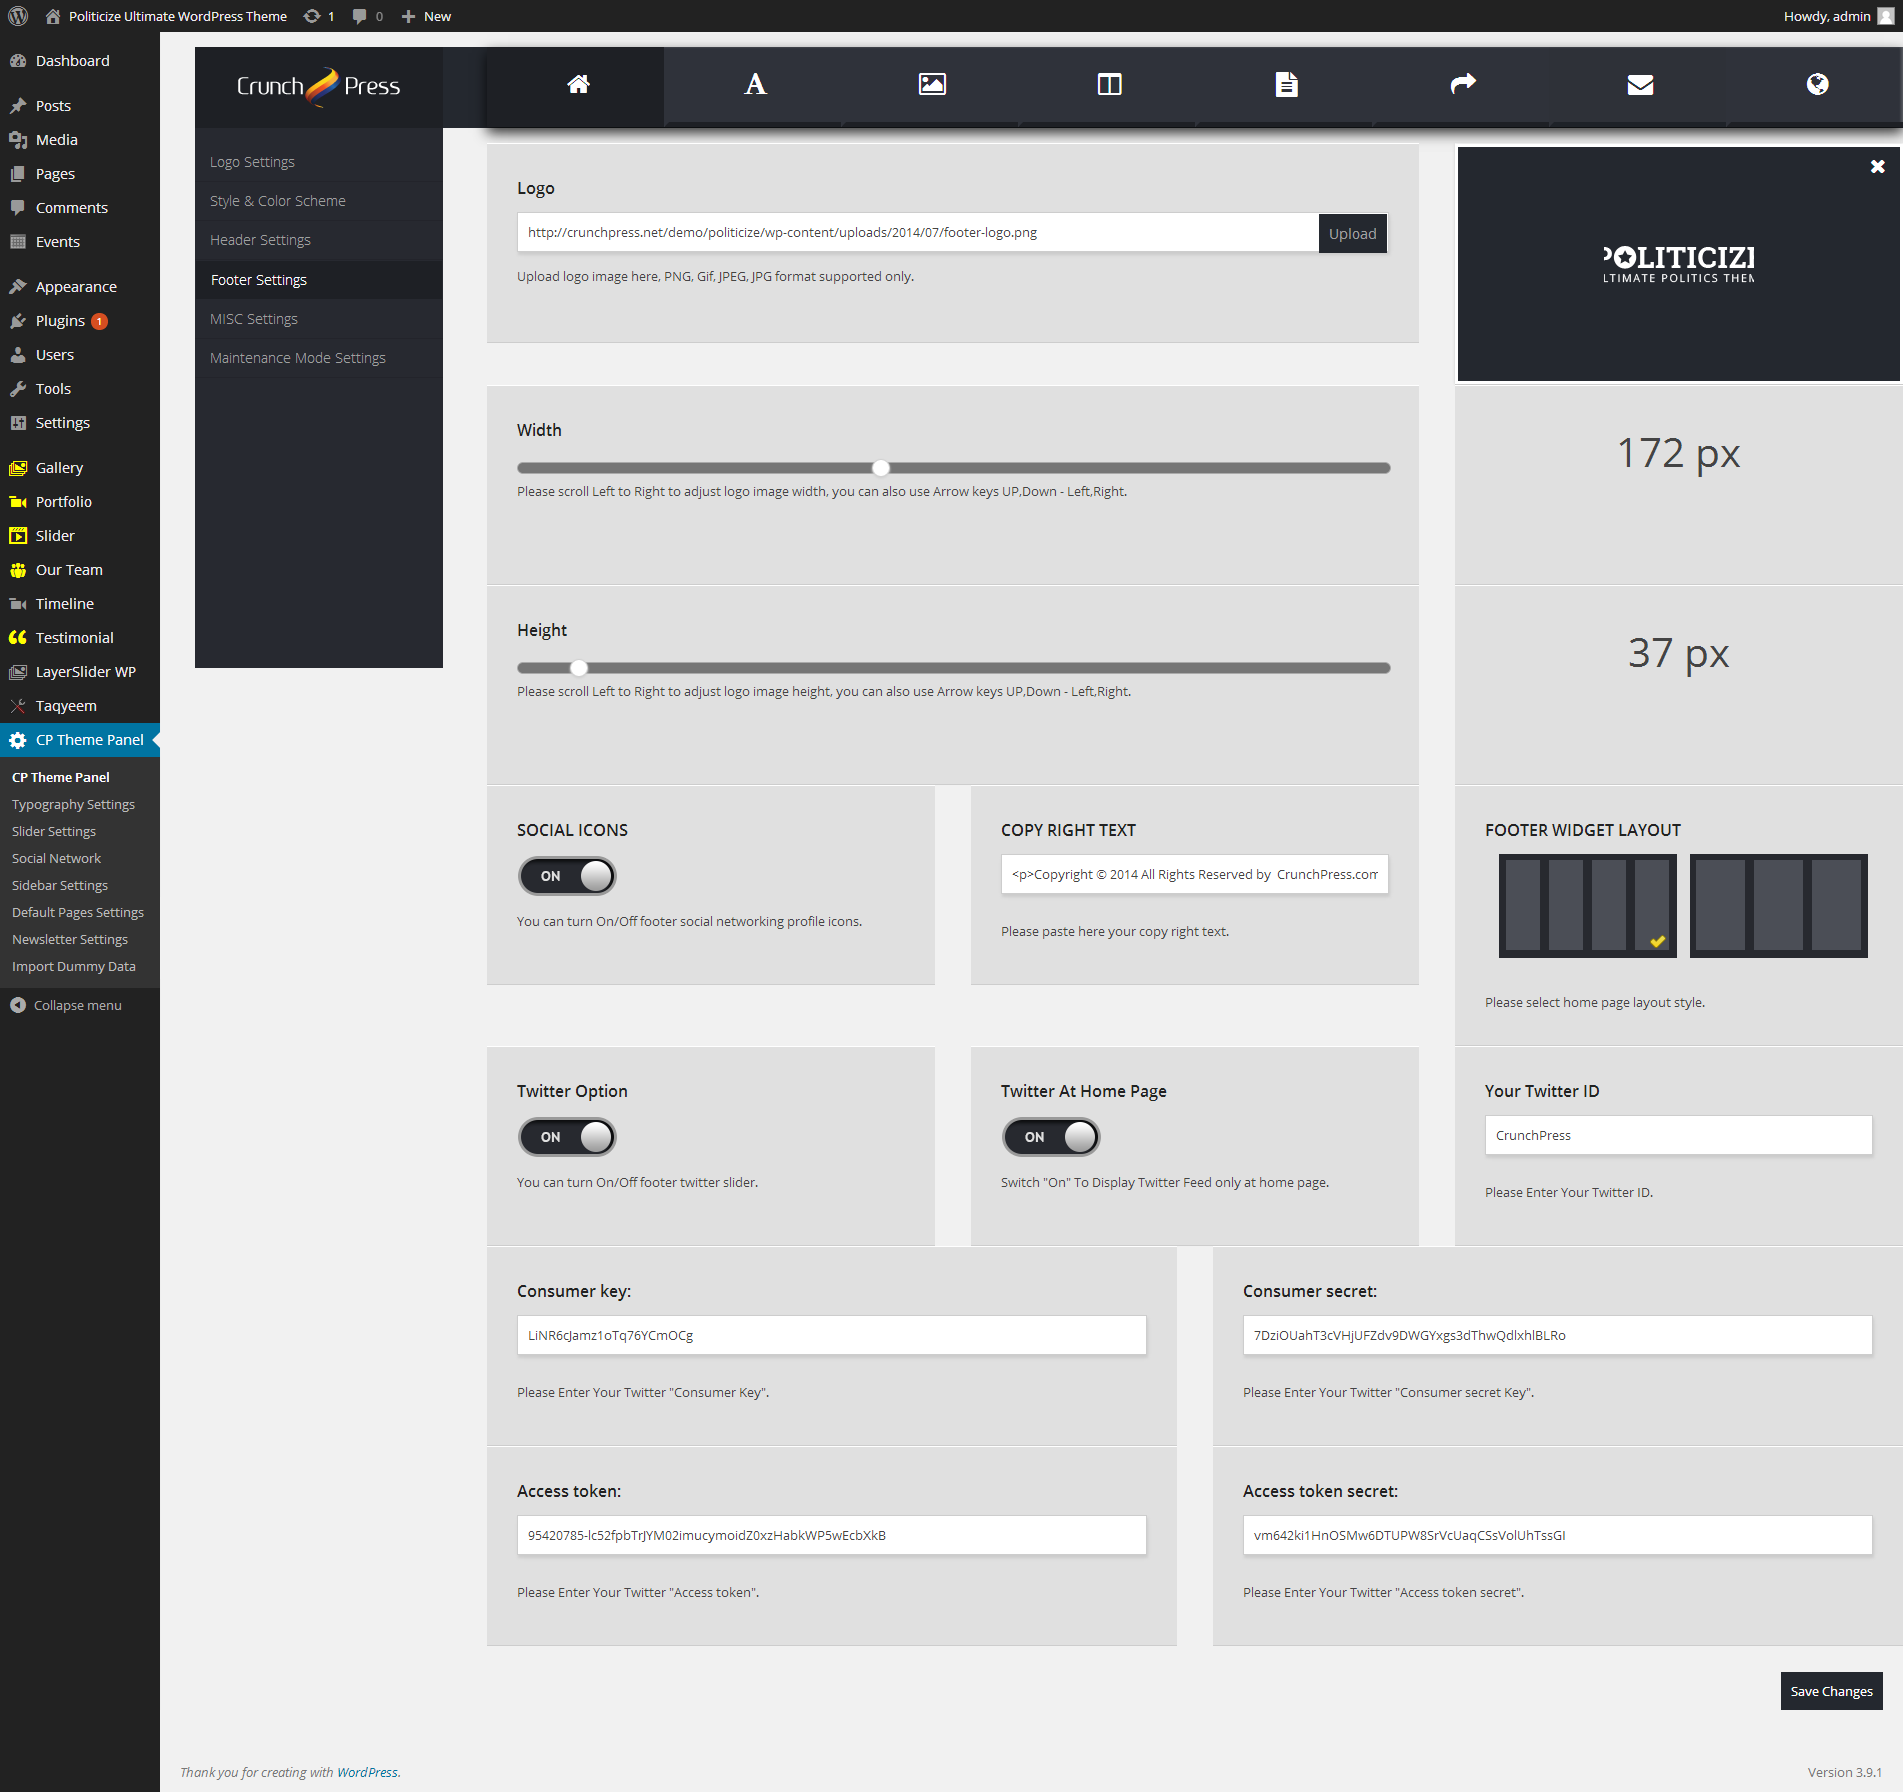 Politicize Ultimate WordPress Theme 1 0 New
Howdy, admin
Dashboard
Posts
Media
Pages
Comments
Events
Appearance
Plugins 1
Users
Tools
Settings
Gallery
Portfolio
Slider
Our Team
Timeline
Testimonial
LayerSlider WP
Taqyeem
CP Theme Panel
CP Theme Panel
Typography Settings
Slider Settings
Social Network
Sidebar Settings
Default Pages Settings
Newsletter Settings
Import Dummy Data
Collapse menu
Crunch Press
Logo Settings
Style & Color Scheme
Header Settings
Footer Settings
MISC Settings
Maintenance Mode Settings
Logo
http://crunchpress.net/demo/politicize/wp-content/uploads/2014/07/footer-logo.png
Upload
Upload logo image here, PNG, Gif, JPEG, JPG format supported only.
POLITICIZE
LTIMATE POLITICS THEM
Width
Please scroll Left to Right to adjust logo image width, you can also use Arrow keys UP,Down - Left,Right.
172 px
Height
Please scroll Left to Right to adjust logo image height, you can also use Arrow keys UP,Down - Left,Right.
37 px
SOCIAL ICONS
ON
You can turn On/Off footer social networking profile icons.
COPY RIGHT TEXT
<p>Copyright © 2014 All Rights Reserved by CrunchPress.com
Please paste here your copy right text.
FOOTER WIDGET LAYOUT
Please select home page layout style.
Twitter Option
ON
You can turn On/Off footer twitter slider.
Twitter At Home Page
ON
Switch "On" To Display Twitter Feed only at home page.
Your Twitter ID
CrunchPress
Please Enter Your Twitter ID.
Consumer key:
LiNR6cJamz1oTq76YCmOCg
Please Enter Your Twitter "Consumer Key".
Consumer secret:
7DziOUahT3cVHjUFZdv9DWGYxgs3dThwQdlxhlBLRo
Please Enter Your Twitter "Consumer secret Key".
Access token:
95420785-lc52fpbTrJYM02imucymoidZ0xzHabkWP5wEcbXkB
Please Enter Your Twitter "Access token".
Access token secret:
vm642ki1HnOSMw6DTUPW8SrVcUaqCSsVolUhTssGI
Please Enter Your Twitter "Access token secret".
Save Changes
Thank you for creating with WordPress.
Version 3.9.1